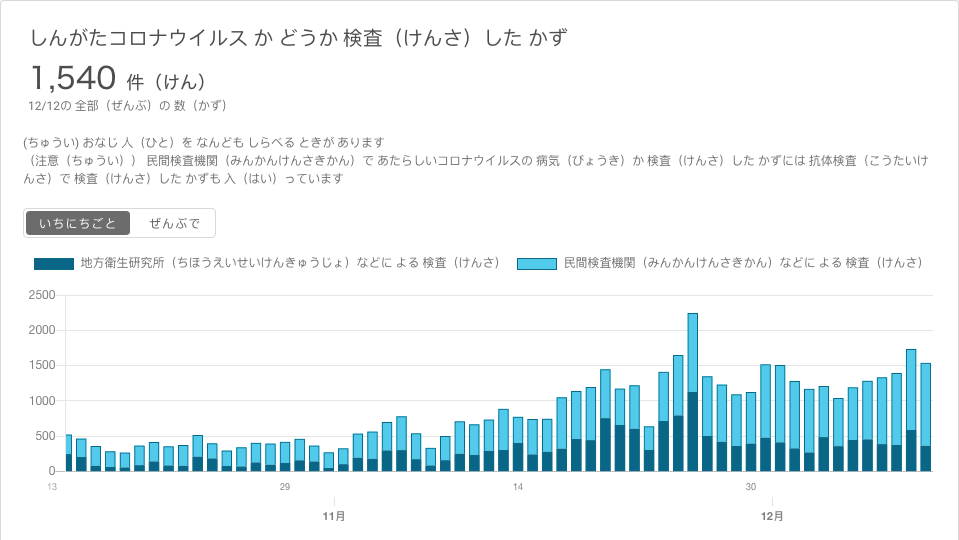 しんがたコロナウイルス か どうか 検査（けんさ）した かず
1,540 件（けん）
12/12の 全部（ぜんぶ）の 数（かず）
(ちゅうい) おなじ 人（ひと）を なんども しらべる ときが あります
（注意（ちゅうい）） 民間検査機関（みんかんけんさきかん）で あたらしいコロナウイルスの 病気（びょうき）か 検査（けんさ）した かずには 抗体検査（こうたいけ
んさ）で 検査（けんさ）した かずも 入（はい）っています
いちにちごと ぜんぶで
地方衛生研究所（ちほうえいせいけんきゅうじょ）などに よる 検査（けんさ） 民間検査機関（みんかんけんさきかん）などに よる 検査（けんさ）
2500
2000
1500
1000
500
0
13 29 14 30
11月 12月